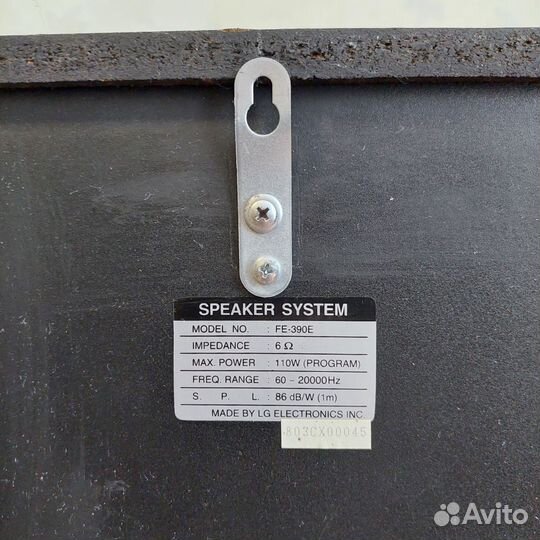 SPEAKER SYSTEM
MODEL NO. : FE-390E
IMPEDANCE : 6 Ω
MAX. POWER : 110W (PROGRAM)
FREQ. RANGE : 60 – 20000Hz
S. P. L. : 86 dB/W (1m)
MADE BY LG ELECTRONICS INC.
803CX00045
Avito